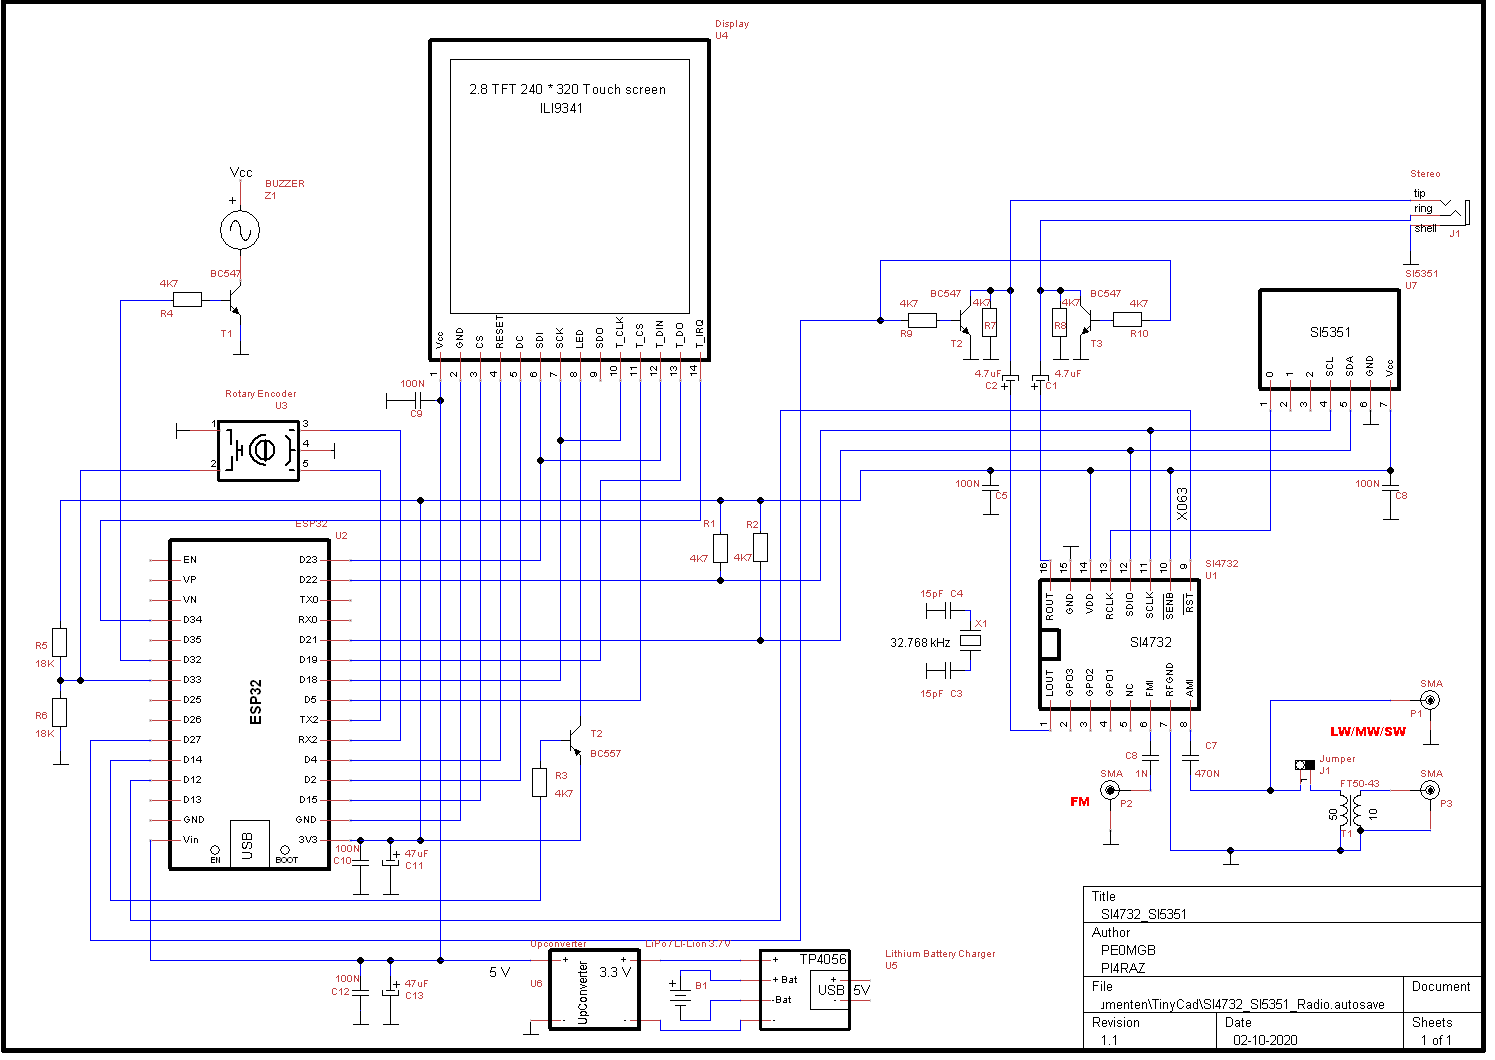 Display
U4
2.8 TFT 240 * 320 Touch screen
ILI9341
Vcc
GND
CS
RESET
DC
SDI
SCK
LED
SDO
T_CLK
T_CS
T_DIN
T_DO
T_IRQ
1
2
3
4
5
6
7
8
9
10
11
12
13
14
Vcc
+
BUZZER
Z1
BC547
4K7
R4
T1
100N
C9
Rotary Encoder
U3
1
2
3
4
5
Stereo
tip
ring
shell
J1
BC547
4K7
R9
T2
4K7
R7
BC547
4K7
R8
T3
4K7
R10
4.7uF
C2
+
4.7uF
C1
+
SI5351
U7
SI5351
0
1
2
SCL
SDA
GND
Vcc
1
2
3
4
5
6
7
100N
C5
100N
C8
X063
ESP32
U2
EN
VP
VN
D34
D35
D32
D33
D25
D26
D27
D14
D12
D13
GND
Vin
D23
D22
TX0
RX0
D21
D19
D18
D5
TX2
RX2
D4
D2
D15
GND
3V3
ESP32
EN
USB
BOOT
R5
18K
R6
18K
R1
4K7
R2
4K7
T2
BC557
R3
4K7
100N
C10
47uF
C11
+
15pF C4
X1
32.768 kHz
15pF C3
SI4732
U1
16
15
14
13
12
11
10
9
ROUT
GND
VDD
RCLK
SDIO
SCLK
SENB
RST
SI4732
LOUT
GPO3
GPO2
GPO1
NC
FMI
RFGND
AMI
1
2
3
4
5
6
7
8
C8
1N
C7
470N
SMA
P2
FM
SMA
P1
LW/MW/SW
Jumper
J1
FT50-43
50
10
T1
SMA
P3
100N
C12
47uF
C13
+
5 V
Upconverter
U6
UpConverter
+
-
3.3 V
+
-
LiPo / Li-Lion 3.7V
+
B1
TP4056
+
+ Bat
-Bat
-
USB
+
-
5V
Lithium Battery Charger
U5
Title
SI4732_SI5351
Author
PE0MGB
PI4RAZ
File
Document
umenten\TinyCad\SI4732_SI5351_Radio.autosave
Revision
Date
Sheets
1.1
02-10-2020
1 of 1